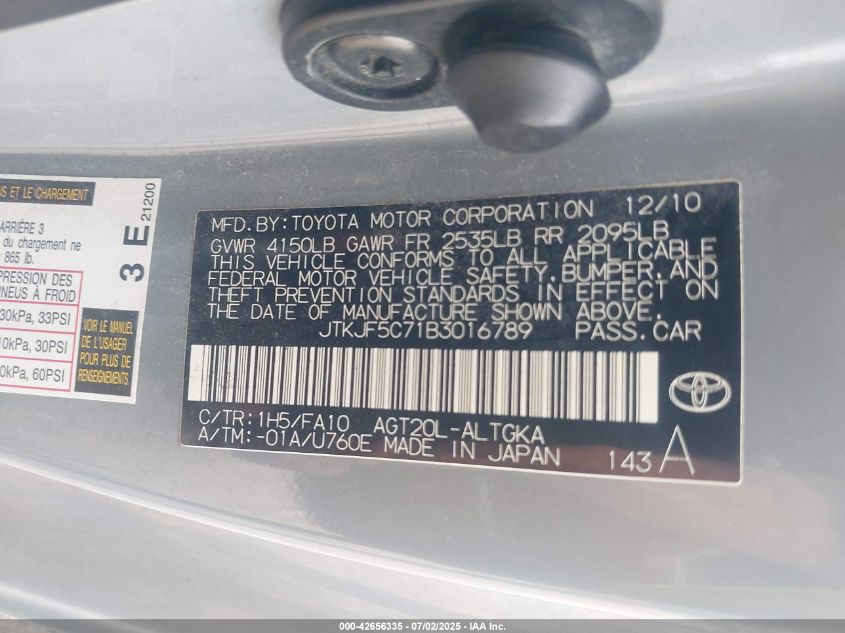 S ET LE CHARGEMENT
ARRIÈRE 3
du chargement ne
865 lb.
PRESSION DES
PNEUS À FROID
30kPa, 33PSI
10kPa, 30PSI
0kPa, 60PSI
3 E
21200
VOIR LE MANUEL
DE L'USAGER
POUR PLUS DE
RENSEIGNEMENTS.
MFD.BY:TOYOTA MOTOR CORPORATION 12/10
GVWR 4150LB GAWR FR 2535LB RR 2095LB
THIS VEHICLE CONFORMS TO ALL APPLICABLE
FEDERAL MOTOR VEHICLE SAFETY,BUMPER,AND
THEFT PREVENTION STANDARDS IN EFFECT ON
THE DATE OF MANUFACTURE SHOWN ABOVE.
JTKJF5C71B3016789 PASS.CAR
C/TR:1H5/FA10 AGT20L-ALTGKA
A/TM:-01A/U760E MADE IN JAPAN 143 A
000-42656335 - 07/02/2025 - IAA Inc.